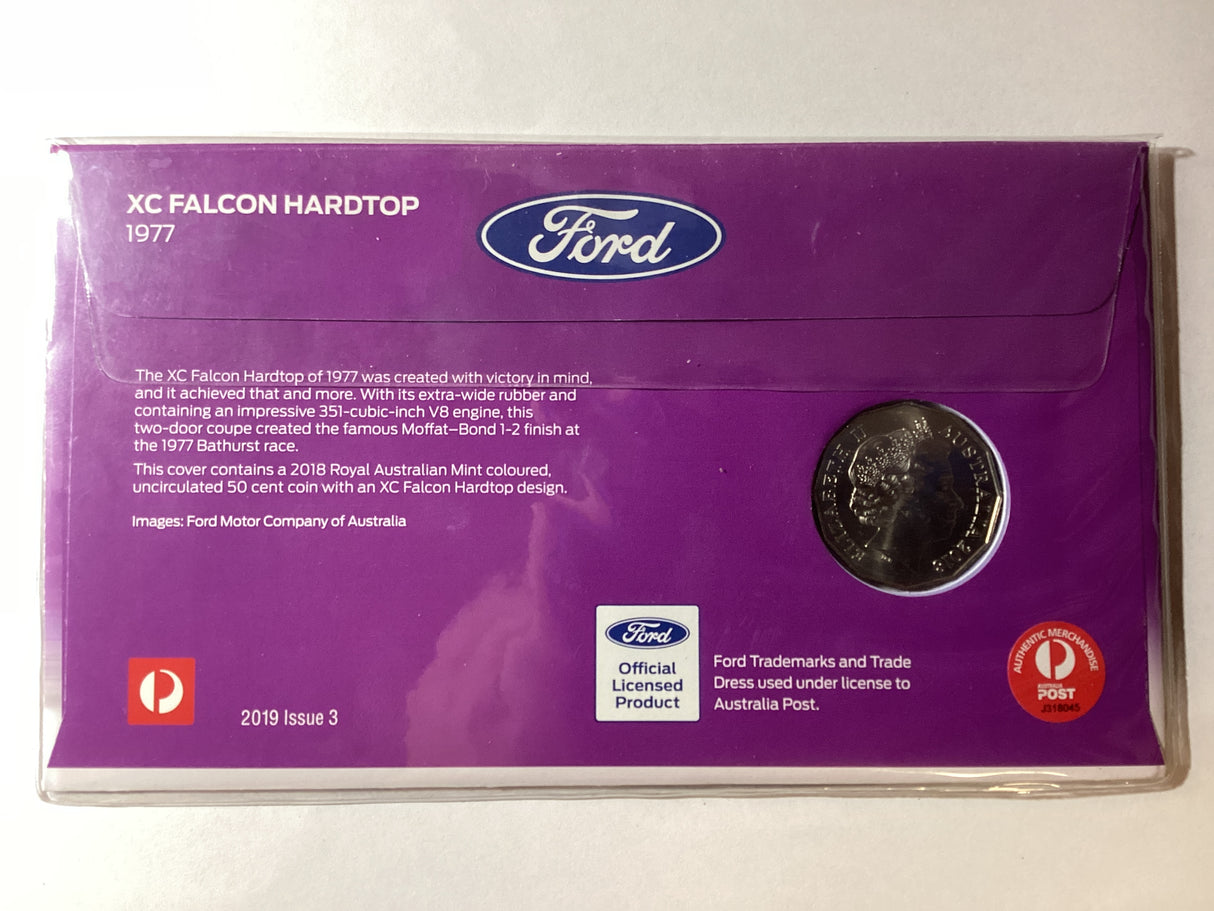 XC FALCON HARDTOP
1977
Ford
The XC Falcon Hardtop of 1977 was created with victory in mind,
and it achieved that and more. With its extra-wide rubber and
containing an impressive 351-cubic-inch V8 engine, this
two-door coupe created the famous Moffat–Bond 1-2 finish at
the 1977 Bathurst race.
This cover contains a 2018 Royal Australian Mint coloured,
uncirculated 50 cent coin with an XC Falcon Hardtop design.
Images: Ford Motor Company of Australia
ELIZABETH II
AUSTRALIA 2018
2019 Issue 3
Ford
Official
Licensed
Product
Ford Trademarks and Trade
Dress used under license to
Australia Post.
AUTHENTIC MERCHANDISE
AUSTRALIA
POST
J318045